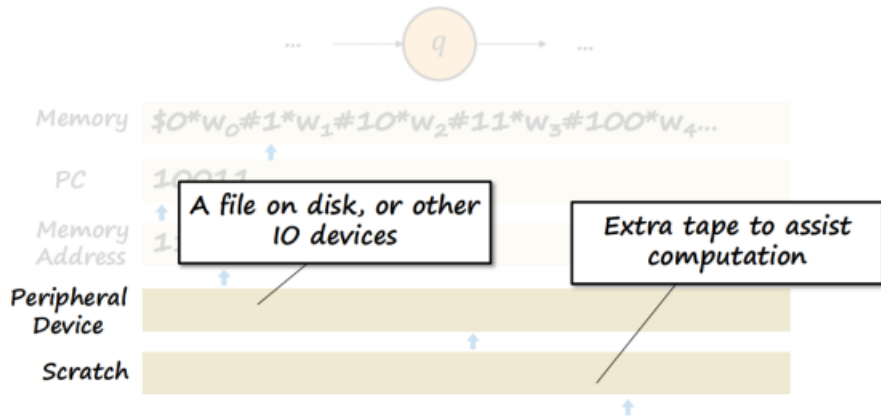 ... q ...
Memory $0*w₀#1*w₁#10*w₂#11*w₃#100*w₄...
PC 10011
A file on disk, or other
IO devices
Memory
Address
Extra tape to assist
computation
Peripheral
Device
Scratch